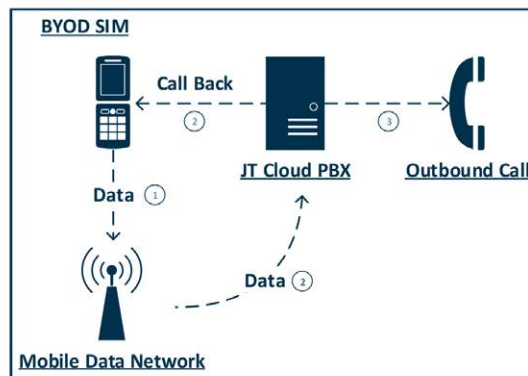 BYOD SIM
Call Back
2
3
JT Cloud PBX
Outbound Call
Data 1
Data 2
Mobile Data Network